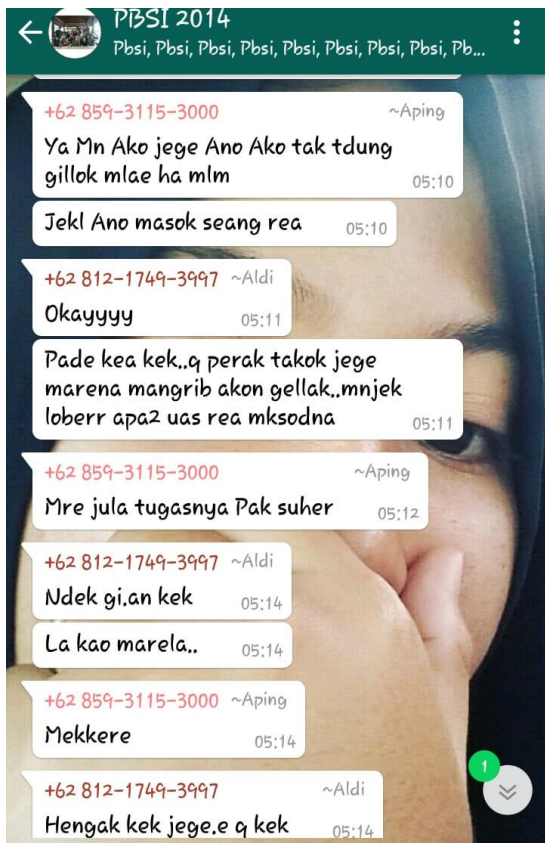 PBSI 2014
Pbsi, Pbsi, Pbsi, Pbsi, Pbsi, Pbsi, Pbsi, Pbsi, Pb...
+62 859-3115-3000 ~Aping
Ya Mn Ako jege Ano Ako tak tdung
gillok mlae ha mlm
05:10
Jekl Ano masok seang rea 05:10
+62 812-1749-3997 ~Aldi
Okayyyy 05:11
Pade kea kek..q perak takok jege
marena mangrib akon gellak..mnjek
loberr apa2 uas rea mksodna
05:11
+62 859-3115-3000 ~Aping
Mre jula tugasnya Pak suher 05:12
+62 812-1749-3997 ~Aldi
Ndek gi.an kek 05:14
La kao marela.. 05:14
+62 859-3115-3000 ~Aping
Mekkere 05:14
1
+62 812-1749-3997 ~Aldi
Hengak kek jege.e q kek 05:14